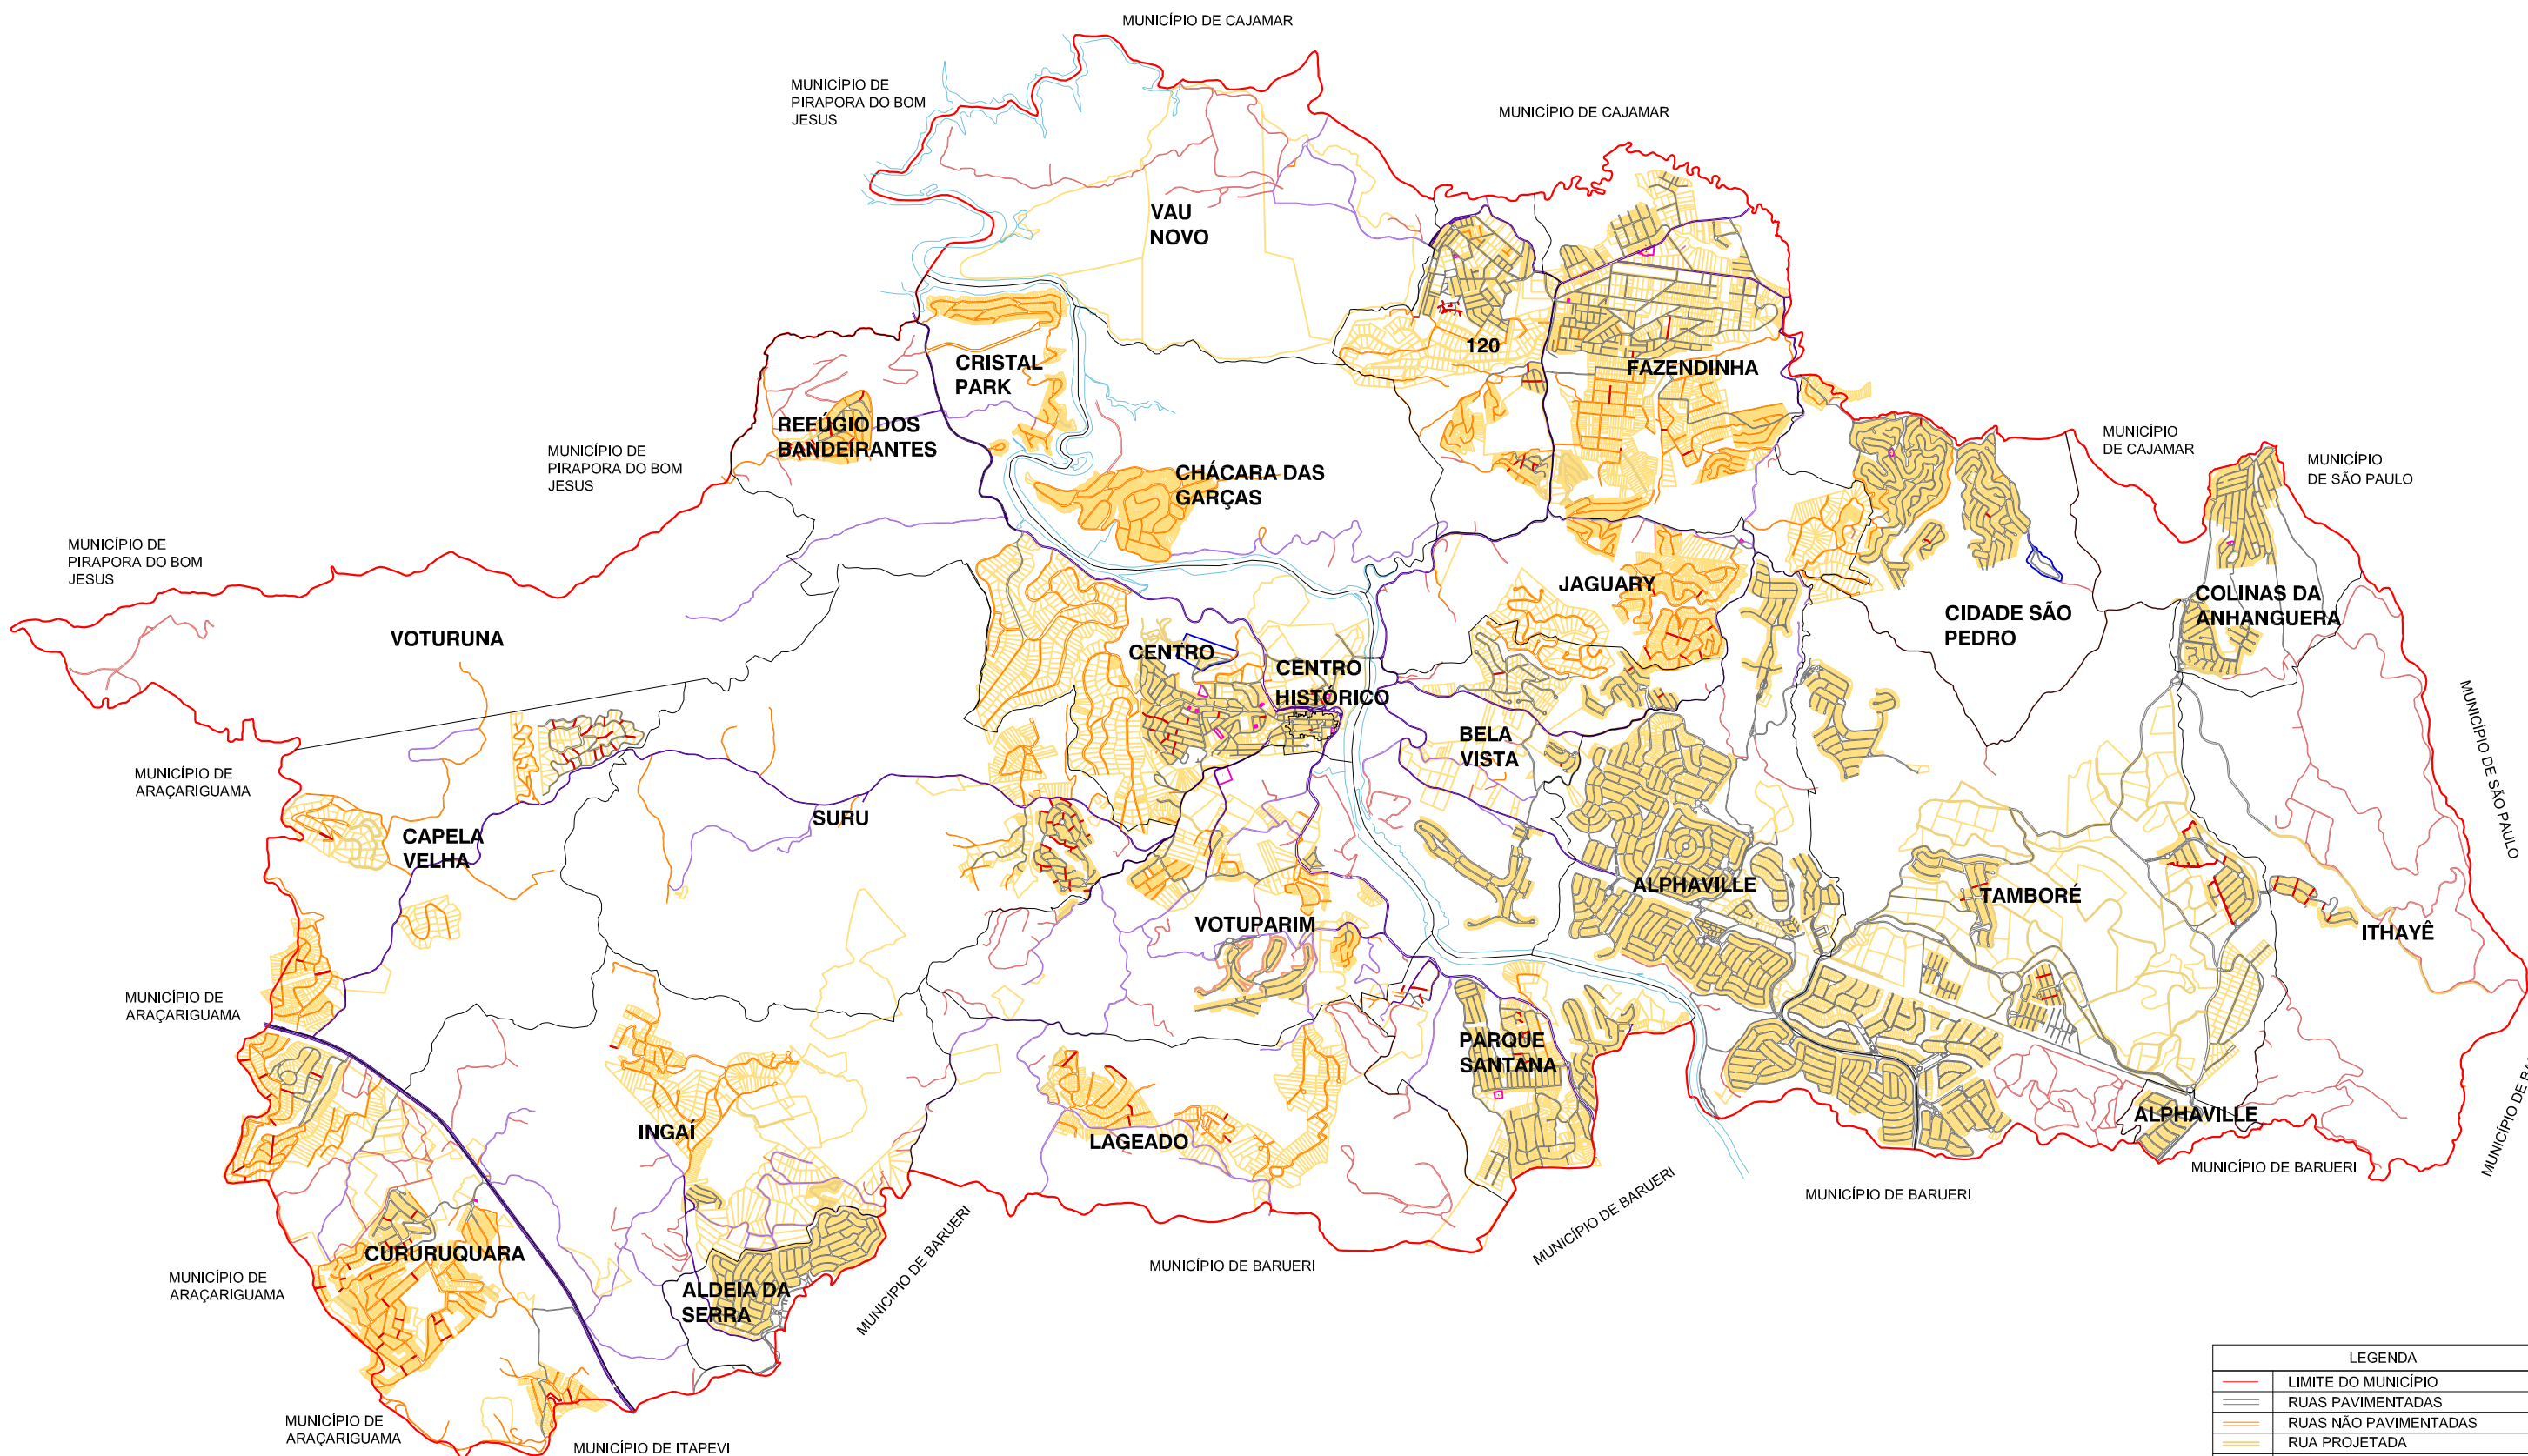 MUNICÍPIO DE CAJAMAR
MUNICÍPIO DE
PIRAPORA DO BOM
JESUS
MUNICÍPIO DE CAJAMAR
VAU
NOVO
120
CRISTAL
PARK
FAZENDINHA
REFÚGIO DOS
BANDEIRANTES
MUNICÍPIO
DE CAJAMAR
MUNICÍPIO DE
PIRAPORA DO BOM
JESUS
MUNICÍPIO
DE SÃO PAULO
CHÁCARA DAS
GARÇAS
MUNICÍPIO DE
PIRAPORA DO BOM
JESUS
JAGUARY
COLINAS DA
ANHANGUERA
CIDADE SÃO
PEDRO
VOTURUNA
CENTRO
CENTRO
HISTÓRICO
MUNICÍPIO DE SÃO PAULO
BELA
VISTA
MUNICÍPIO DE
ARAÇARIGUAMA
SURU
CAPELA
VELHA
ALPHAVILLE
TAMBORÉ
VOTUPARIM
ITHAYÊ
MUNICÍPIO DE
ARAÇARIGUAMA
PARQUE
SANTANA
INGAÍ
LAGEADO
ALPHAVILLE
MUNICÍPIO DE
MUNICÍPIO DE BARUERI
MUNICÍPIO DE BARUERI
MUNICÍPIO DE BARUERI
MUNICÍPIO DE BARUERI
MUNICÍPIO DE BARUERI
CURURUQUARA
MUNICÍPIO DE
ARAÇARIGUAMA
ALDEIA DA
SERRA
MUNICÍPIO DE
ARAÇARIGUAMA
MUNICÍPIO DE ITAPEVI
LEGENDA
LIMITE DO MUNICÍPIO
RUAS PAVIMENTADAS
RUAS NÃO PAVIMENTADAS
RUA PROJETADA